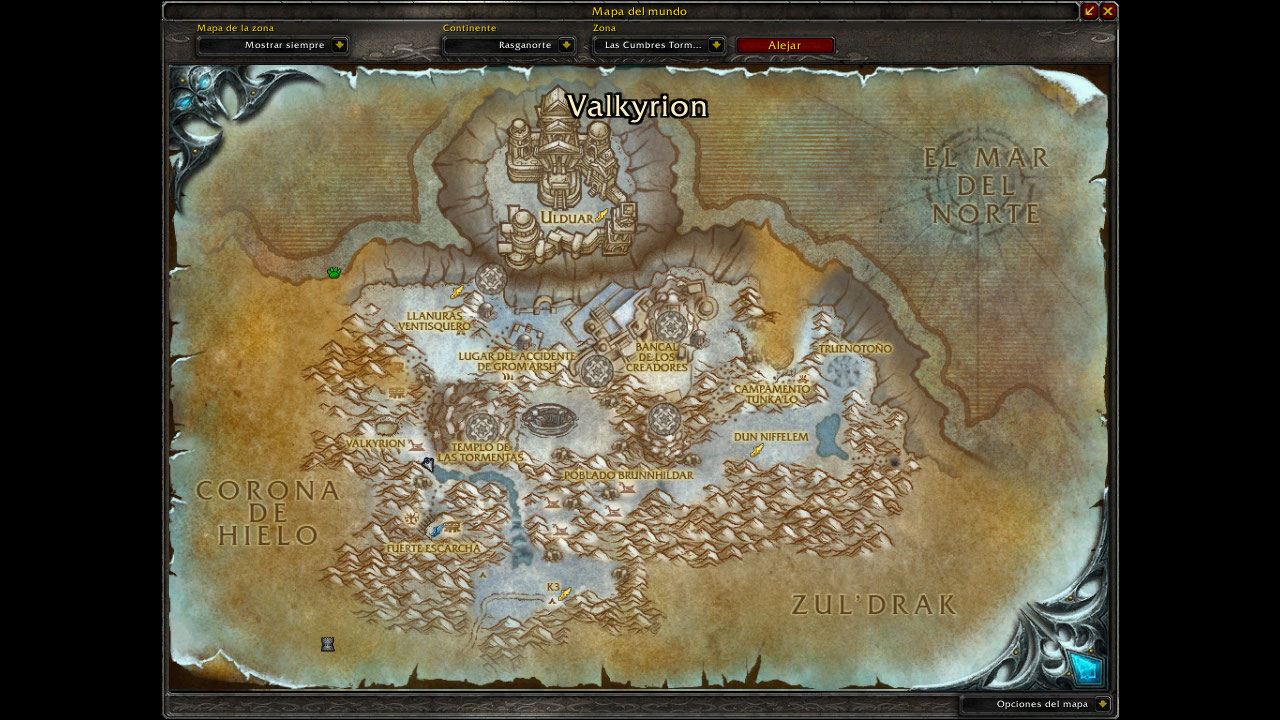 Mapa del mundo
Mapa de la zona
Continente
Zona
Mostrar siempre
Rasganorte
Las Cumbres Torm...
Alejar
Valkyrion
EL MAR
DEL
NORTE
ULDUAR
LLANURAS
VENTISQUERO
LUGAR DEL ACCIDENTE
DE GROM'ARSH
BANCAL
DE LOS
CREADORES
TRUENOTOÑO
CAMPAMENTO
TUNKA'LO
DUN NIFFELEM
VALKYRION
TEMPLO DE
LAS TORMENTAS
POBLADO BRUNNHILDAR
CORONA
DE
HIELO
FUERTE ESCARCHA
K3
ZUL'DRAK
Opciones del mapa